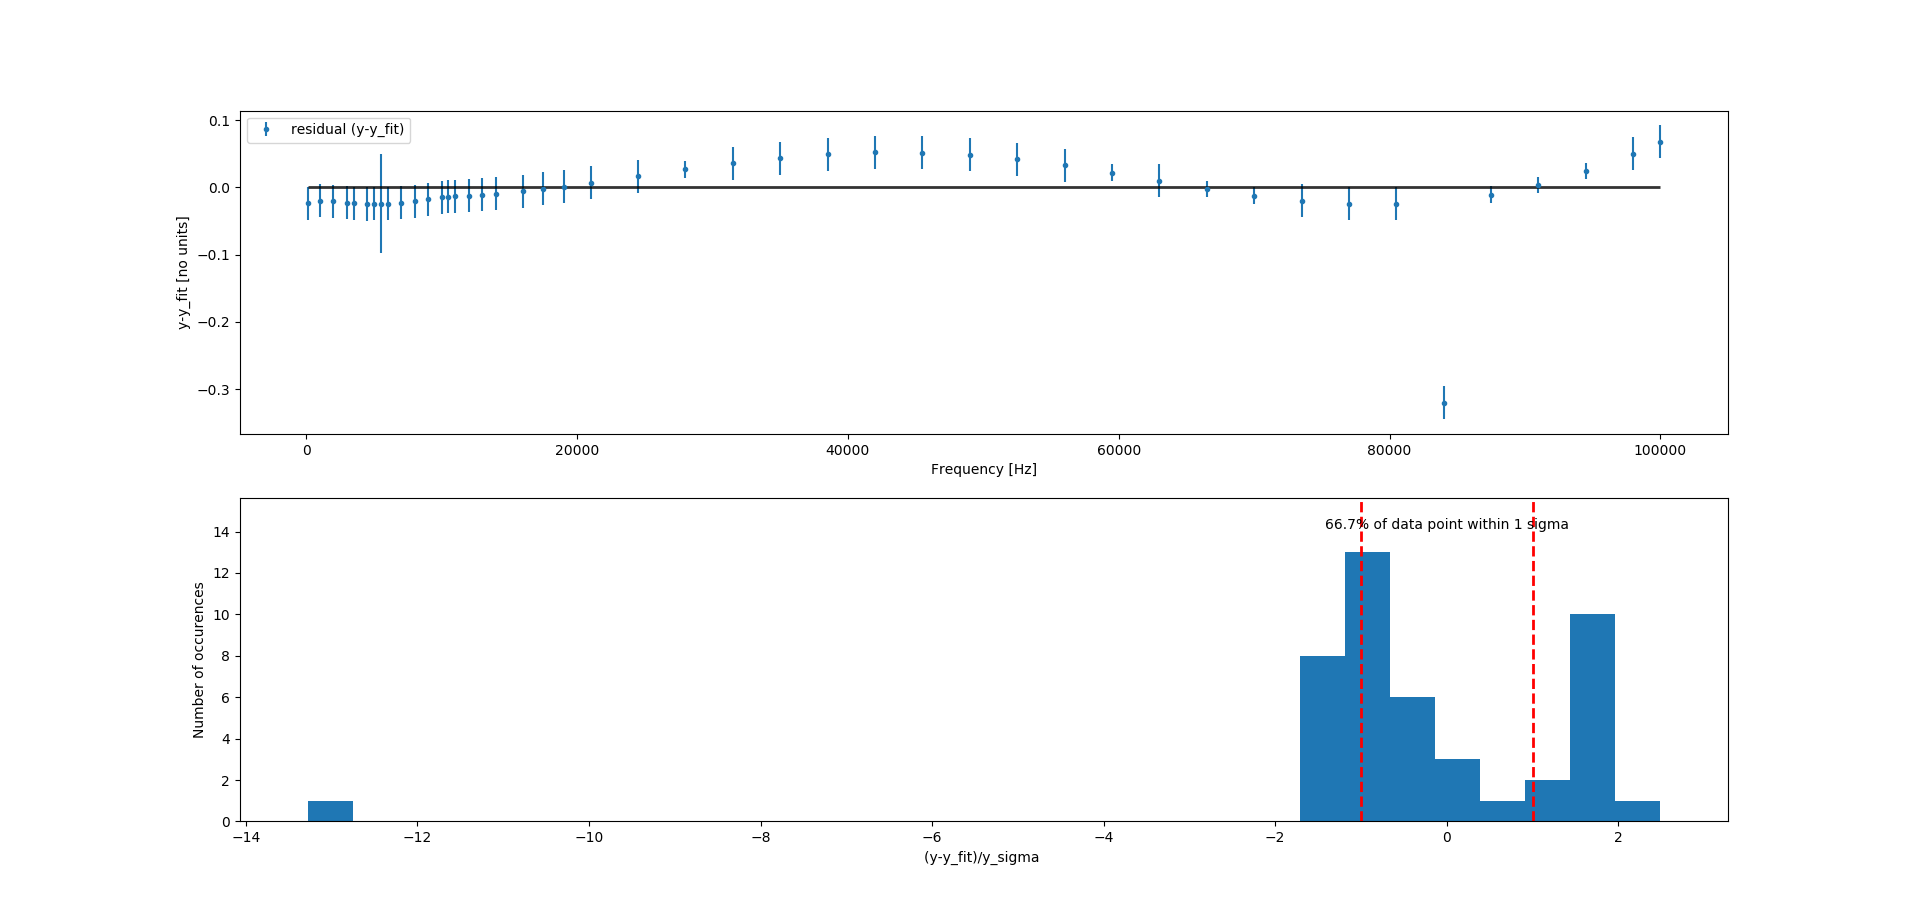 0.1
0.0
−0.1
−0.2
−0.3
y-y_fit [no units]
residual (y-y_fit)
0 20000 40000 60000 80000 100000
Frequency [Hz]
14
12
10
8
6
4
2
0
Number of occurences
66.7% of data point within 1 sigma
−14 −12 −10 −8 −6 −4 −2 0 2
(y-y_fit)/y_sigma